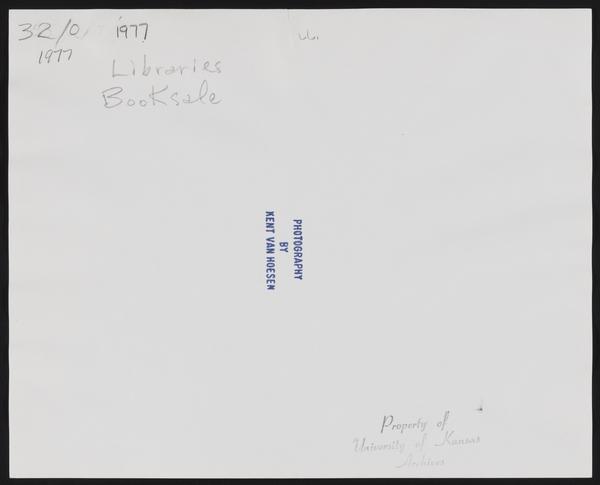 32/0 1977
1977
Libraries
Booksale
PHOTOGRAPHY
BY
KENT VAN HOESEN
Property of
University of Kansas
Archives